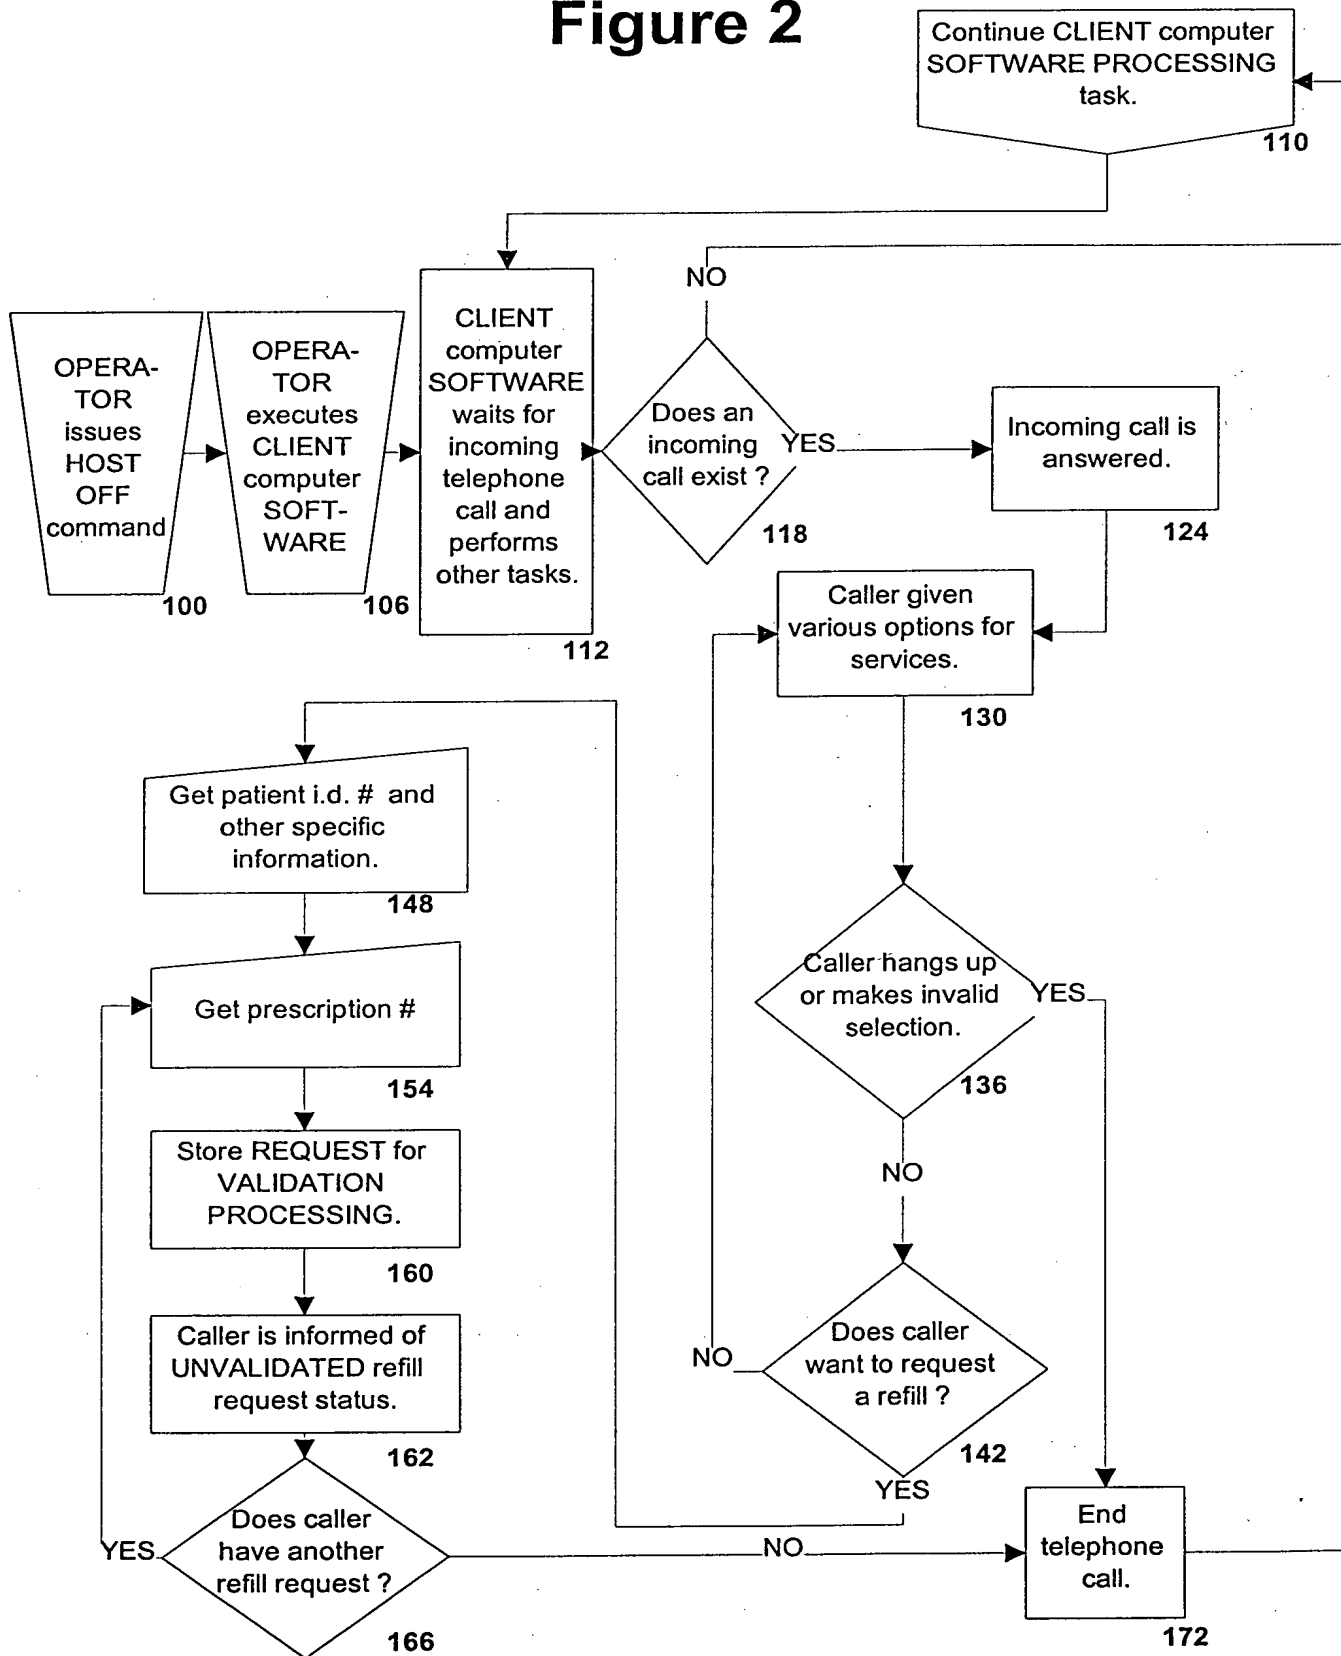 Figure 2
Continue CLIENT computer
SOFTWARE PROCESSING
task.
110
OPERA-
TOR
issues
HOST
OFF
command
100
OPERA-
TOR
executes
CLIENT
computer
SOFT-
WARE
106
CLIENT
computer
SOFTWARE
waits for
incoming
telephone
call and
performs
other tasks.
112
NO
Does an
incoming
call exist ?
YES
118
Incoming call is
answered.
124
Caller given
various options for
services.
130
Caller hangs up
or makes invalid
selection.
YES
136
NO
Does caller
want to request
a refill ?
NO
142
YES
Get patient i.d. # and
other specific
information.
148
Get prescription #
154
Store REQUEST for
VALIDATION
PROCESSING.
160
Caller is informed of
UNVALIDATED refill
request status.
162
Does caller
have another
refill request ?
YES
166
NO
End
telephone
call.
172